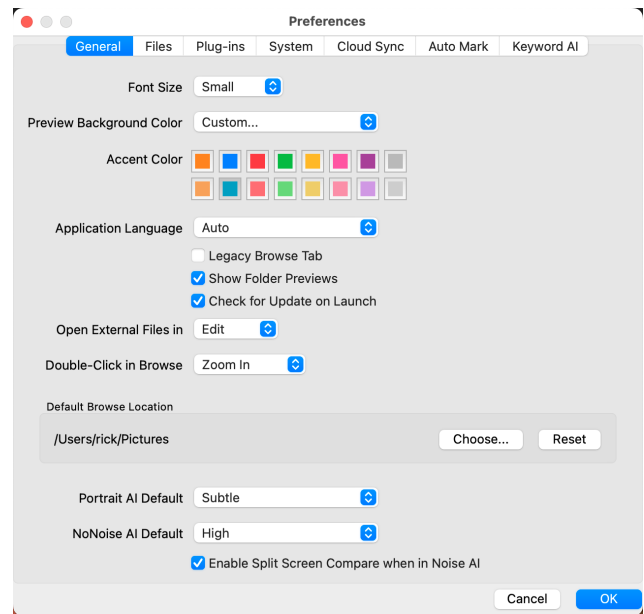 Preferences
General Files Plug-ins System Cloud Sync Auto Mark Keyword AI
Font Size Small
Preview Background Color Custom...
Accent Color
Application Language Auto
Legacy Browse Tab
Show Folder Previews
Check for Update on Launch
Open External Files in Edit
Double-Click in Browse Zoom In
Default Browse Location
/Users/rick/Pictures Choose... Reset
Portrait AI Default Subtle
NoNoise AI Default High
Enable Split Screen Compare when in Noise AI
Cancel OK